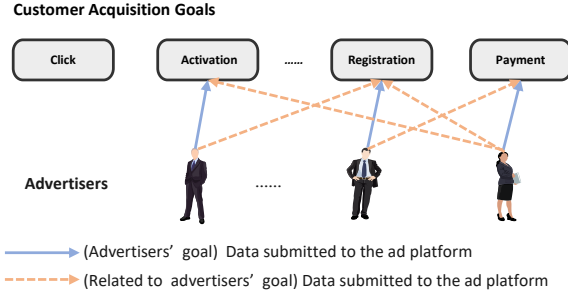 Customer Acquisition Goals
Click
Activation
......
Registration
Payment
Advertisers
......
(Advertisers' goal) Data submitted to the ad platform
(Related to advertisers' goal) Data submitted to the ad platform